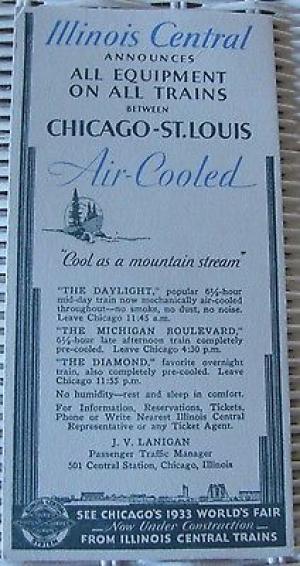 Illinois Central
ANNOUNCES
ALL EQUIPMENT
ON ALL TRAINS
BETWEEN
CHICAGO-ST. LOUIS
Air-Cooled
"Cool as a mountain stream"
"THE DAYLIGHT," popular 6½-hour
mid-day train now mechanically air-cooled
throughout—no smoke, no dust, no noise.
Leave Chicago 11:45 a.m.
"THE MICHIGAN BOULEVARD,"
6½-hour late afternoon train completely
pre-cooled. Leave Chicago 4:30 p.m.
"THE DIAMOND," favorite overnight
train, also completely pre-cooled. Leave
Chicago 11:55 p.m.
No humidity—rest and sleep in comfort.
For Information, Reservations, Tickets,
Phone or Write Nearest Illinois Central
Representative or any Ticket Agent.
J. V. LANIGAN
Passenger Traffic Manager
501 Central Station, Chicago, Illinois
SEE CHICAGO'S 1933 WORLD'S FAIR
—Now Under Construction—
FROM ILLINOIS CENTRAL TRAINS